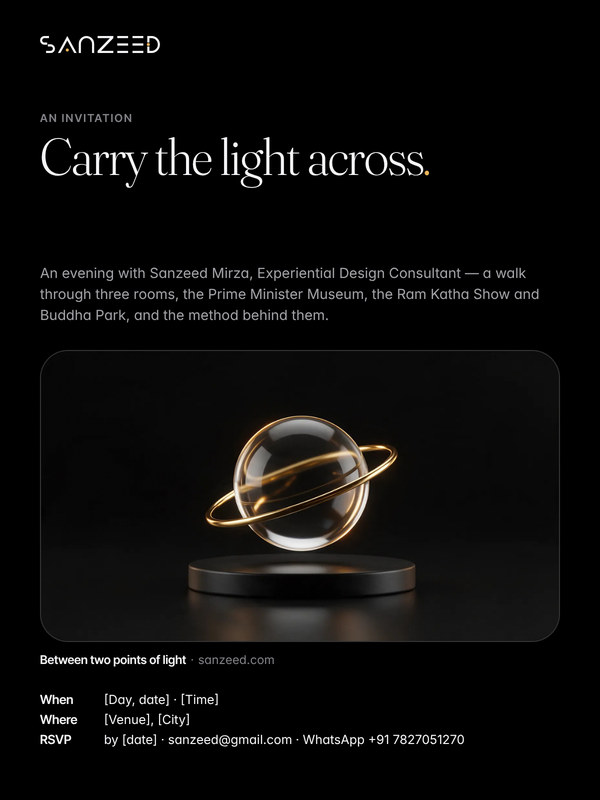 SANZEED
AN INVITATION
Carry the light across.
An evening with Sanzeed Mirza, Experiential Design Consultant — a walk
through three rooms, the Prime Minister Museum, the Ram Katha Show and
Buddha Park, and the method behind them.
Between two points of light · sanzeed.com
When [Day, date] · [Time]
Where [Venue], [City]
RSVP by [date] · sanzeed@gmail.com · WhatsApp +91 7827051270